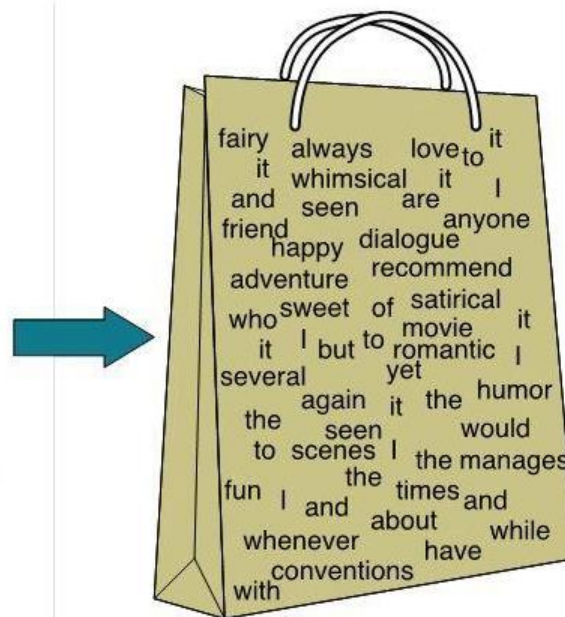 fairy always love to it
it whimsical it I
and seen are anyone
friend happy dialogue
adventure recommend
who sweet of satirical it
it I but to movie
romantic I
several yet humor
again it the
the seen would
to scenes I the manages
the
fun I and times and
about while
whenever have
conventions
with